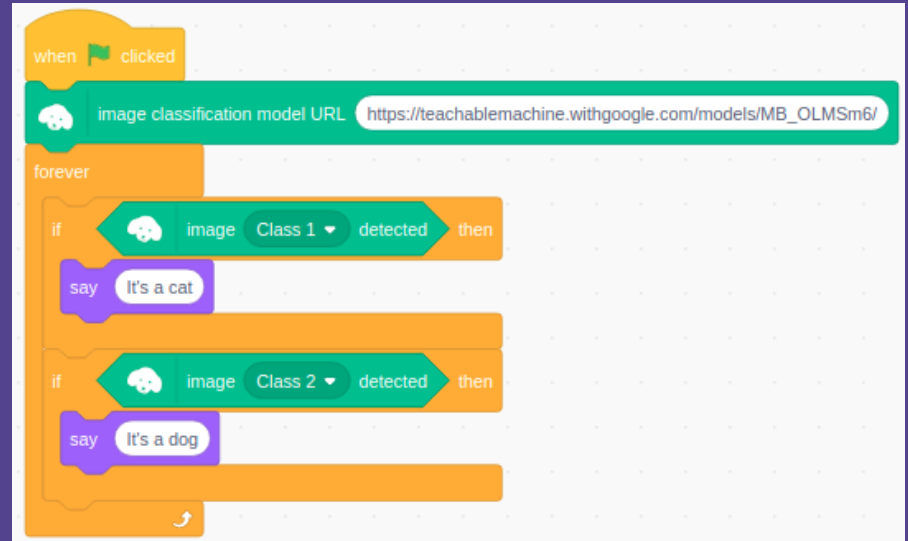 when clicked
image classification model URL https://teachablemachine.withgoogle.com/models/MB_OLMSm6/
forever
if image Class 1 detected then
say It's a cat
if image Class 2 detected then
say It's a dog